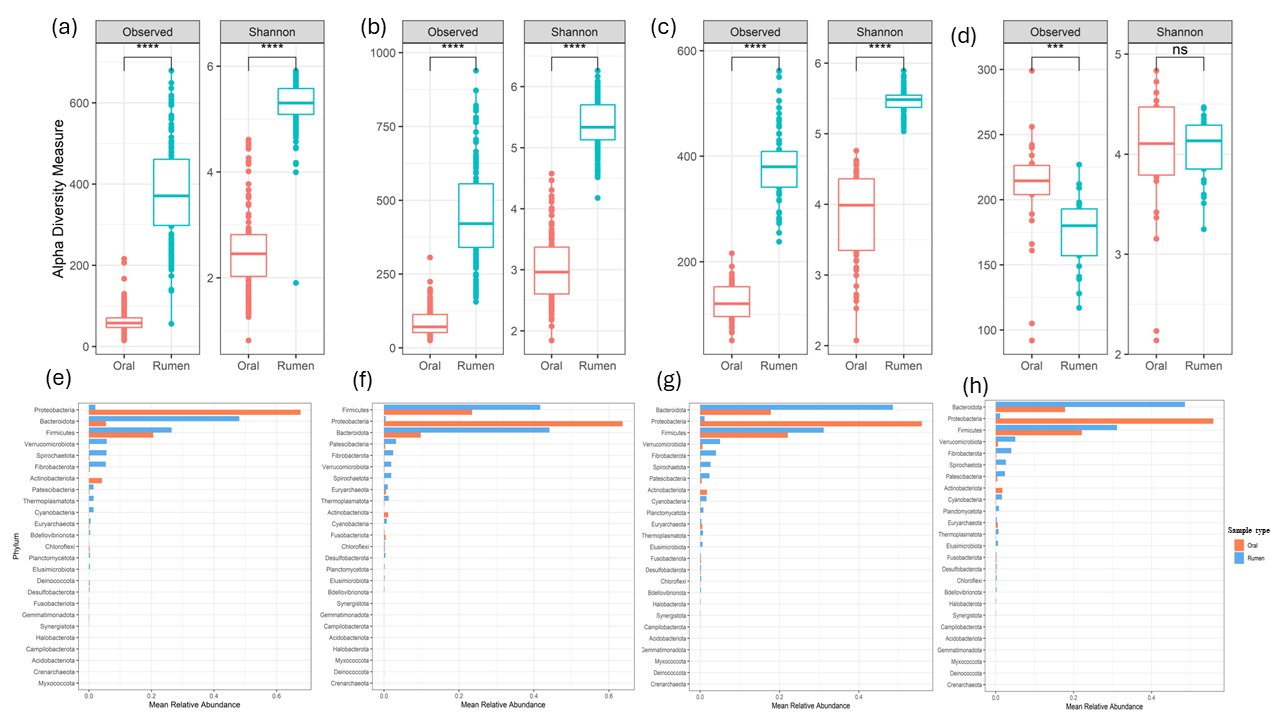 (a)
(b)
(c)
(d)
Observed
Shannon
Observed
Shannon
Observed
Shannon
Observed
Shannon
****
****
****
****
****
****
***
ns
Alpha Diversity Measure
600
400
200
0
6
4
2
1000
750
500
250
0
6
5
4
3
2
600
400
200
6
5
4
3
2
300
250
200
150
100
5
4
3
2
Oral Rumen
Oral Rumen
Oral Rumen
Oral Rumen
Oral Rumen
Oral Rumen
Oral Rumen
Oral Rumen
(e)
Phylum
Proteobacteria
Bacteroidota
Firmicutes
Verrucomicrobiota
Spirochaetota
Fibrobacterota
Actinobacteriota
Patescibacteria
Thermoplasmatota
Cyanobacteria
Euryarchaeota
Bdellovibrionota
Chloroflexi
Planctomycetota
Elusimicrobiota
Deinococcota
Desulfobacterota
Fusobacteriota
Gemmatimonadota
Synergistota
Halobacterota
Campilobacterota
Acidobacteriota
Crenarchaeota
Myxococcota
0.0 0.2 0.4 0.6
Mean Relative Abundance
(f)
Firmicutes
Proteobacteria
Bacteroidota
Patescibacteria
Fibrobacterota
Verrucomicrobiota
Spirochaetota
Euryarchaeota
Thermoplasmatota
Actinobacteriota
Cyanobacteria
Fusobacteriota
Chloroflexi
Desulfobacterota
Planctomycetota
Elusimicrobiota
Bdellovibrionota
Synergistota
Gemmatimonadota
Campilobacterota
Acidobacteriota
Halobacterota
Myxococcota
Deinococcota
Crenarchaeota
0.0 0.2 0.4 0.6
Mean Relative Abundance
(g)
Bacteroidota
Proteobacteria
Firmicutes
Verrucomicrobiota
Fibrobacterota
Spirochaetota
Patescibacteria
Actinobacteriota
Cyanobacteria
Planctomycetota
Euryarchaeota
Thermoplasmatota
Elusimicrobiota
Fusobacteriota
Desulfobacterota
Chloroflexi
Bdellovibrionota
Halobacterota
Synergistota
Campilobacterota
Acidobacteriota
Gemmatimonadota
Myxococcota
Deinococcota
Crenarchaeota
0.0 0.2 0.4
Mean Relative Abundance
(h)
Bacteroidota
Proteobacteria
Firmicutes
Verrucomicrobiota
Fibrobacterota
Spirochaetota
Patescibacteria
Actinobacteriota
Cyanobacteria
Planctomycetota
Euryarchaeota
Thermoplasmatota
Elusimicrobiota
Fusobacteriota
Desulfobacterota
Chloroflexi
Bdellovibrionota
Halobacterota
Synergistota
Campilobacterota
Acidobacteriota
Gemmatimonadota
Myxococcota
Deinococcota
Crenarchaeota
0.0 0.2 0.4
Mean Relative Abundance
Sample type
Oral
Rumen